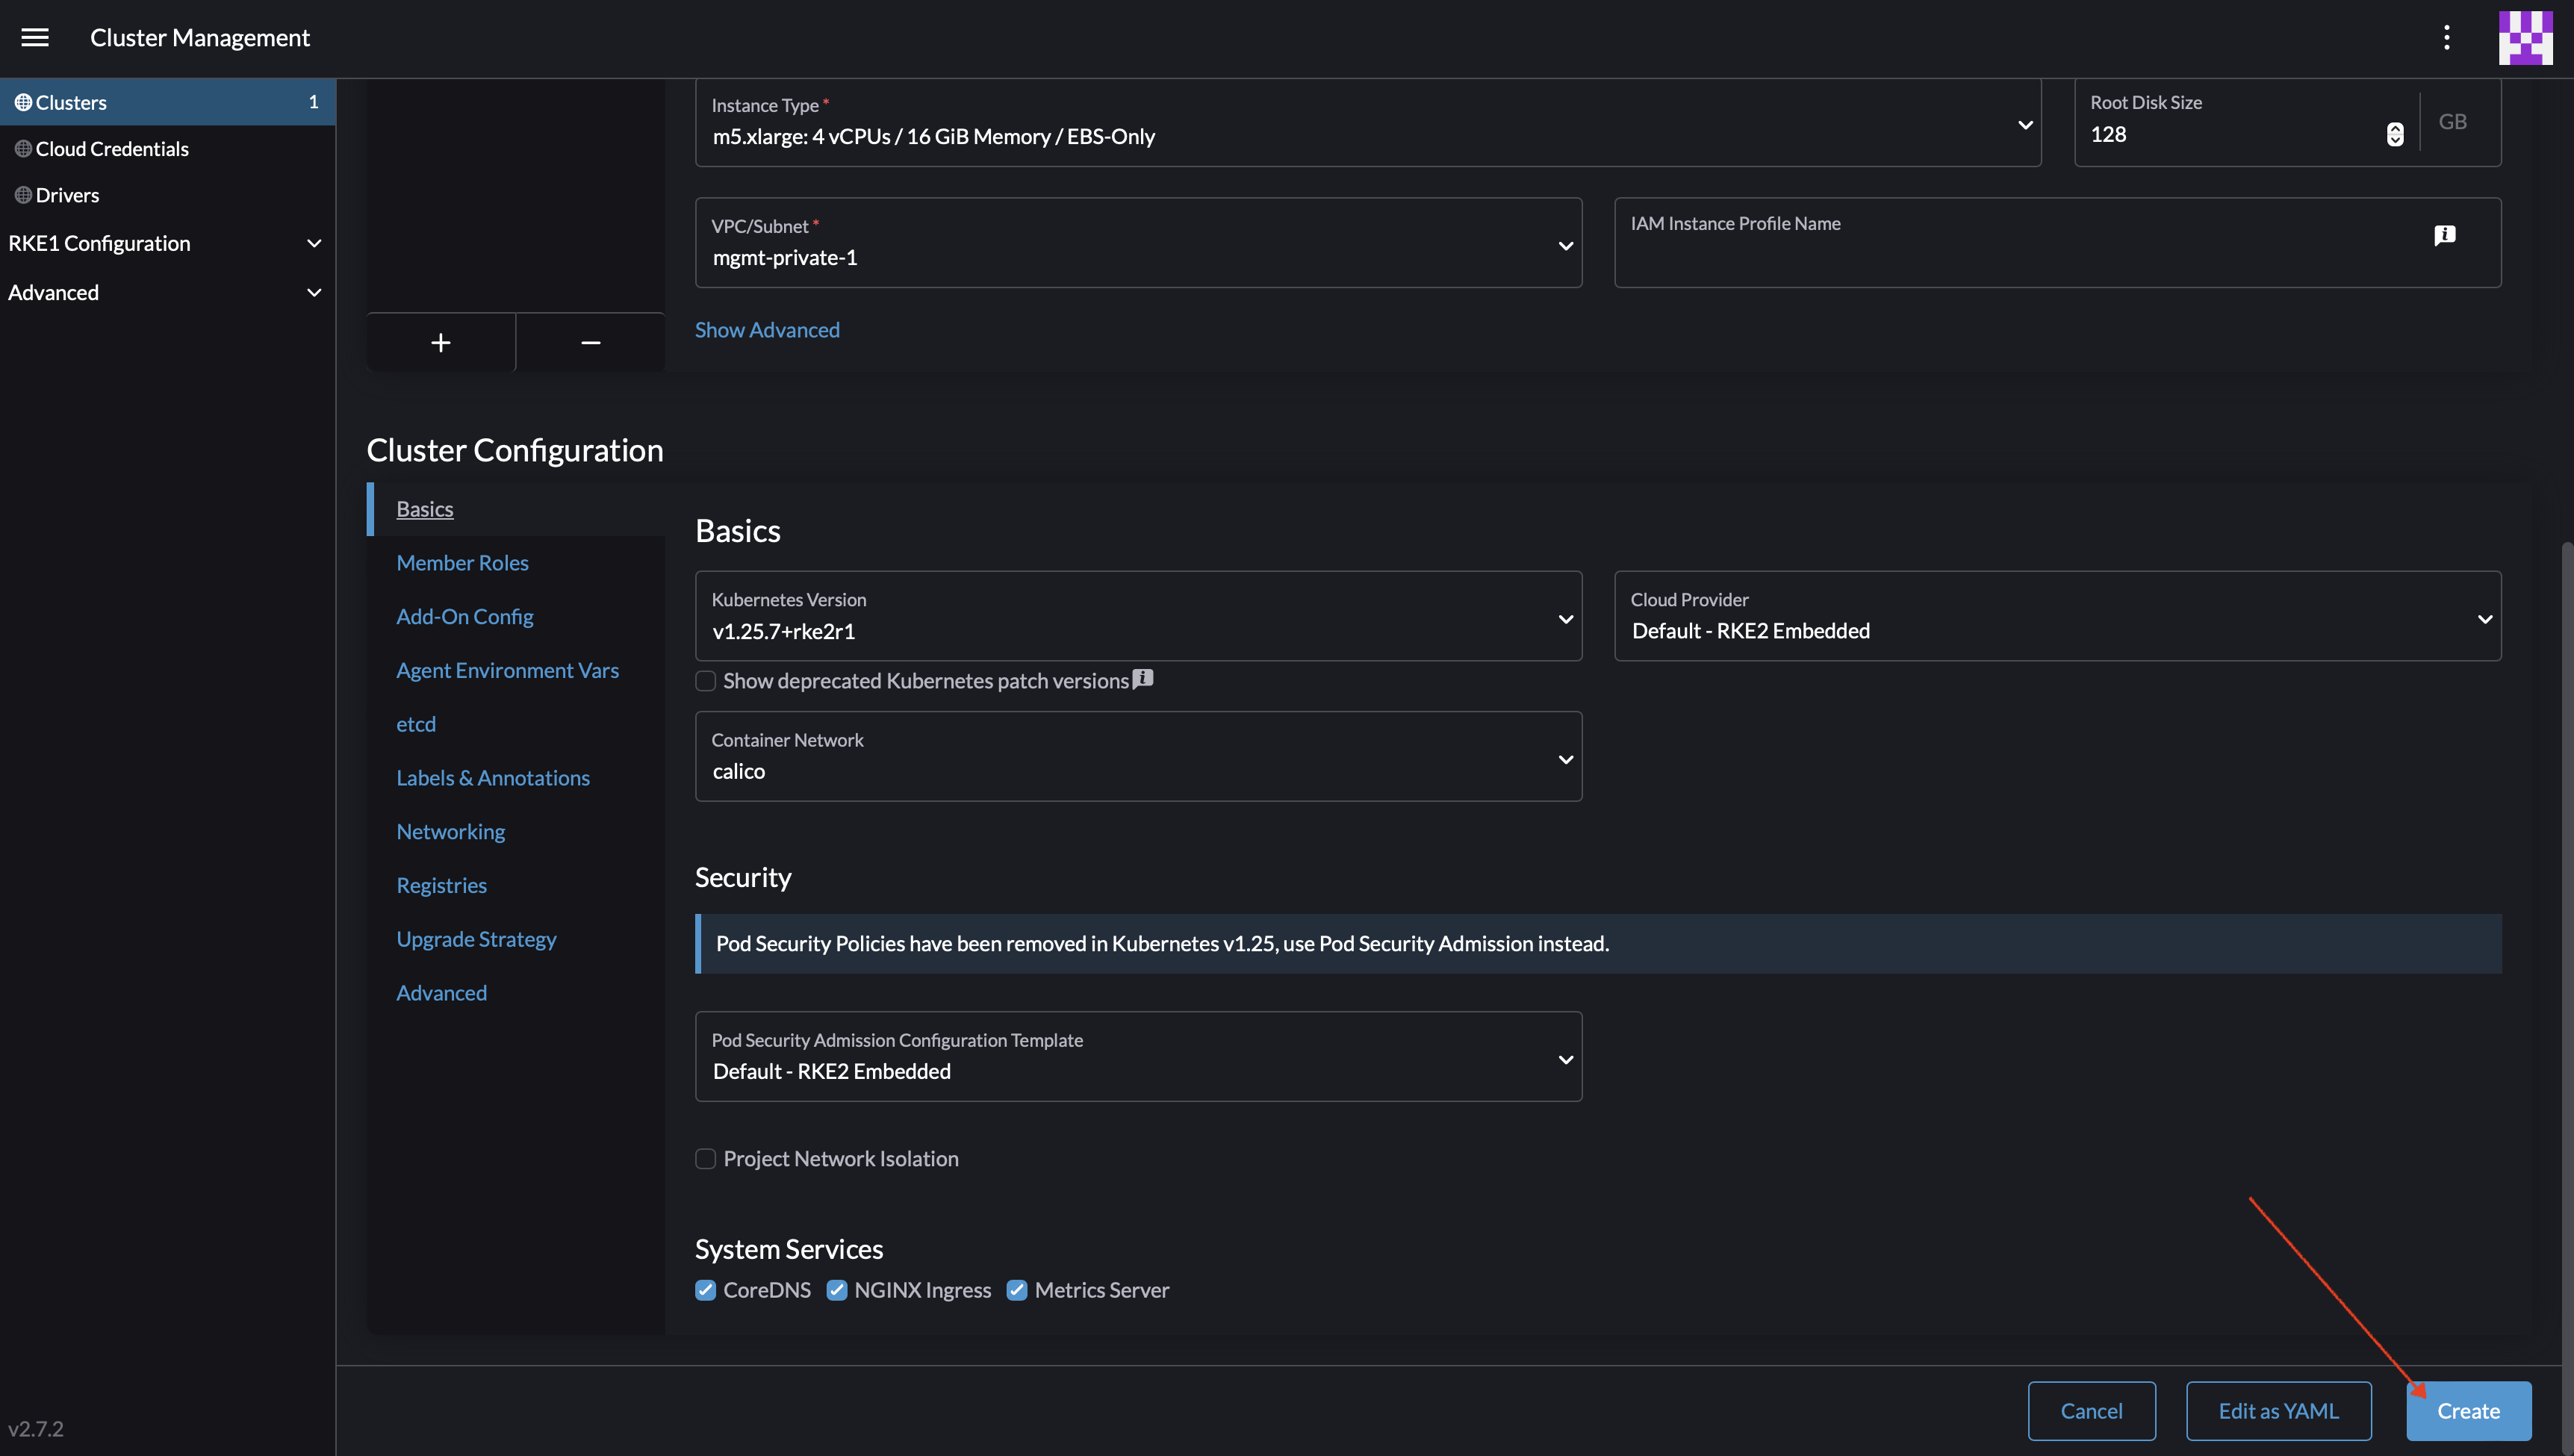 Cluster Management
Clusters 1
Cloud Credentials
Drivers
RKE1 Configuration
Advanced
v2.7.2
Instance Type *
m5.xlarge: 4 vCPUs / 16 GiB Memory / EBS-Only
Root Disk Size
128
GB
VPC/Subnet *
mgmt-private-1
IAM Instance Profile Name
Show Advanced
Cluster Configuration
Basics
Member Roles
Add-On Config
Agent Environment Vars
etcd
Labels & Annotations
Networking
Registries
Upgrade Strategy
Advanced
Basics
Kubernetes Version
v1.25.7+rke2r1
Cloud Provider
Default - RKE2 Embedded
Show deprecated Kubernetes patch versions
Container Network
calico
Security
Pod Security Policies have been removed in Kubernetes v1.25, use Pod Security Admission instead.
Pod Security Admission Configuration Template
Default - RKE2 Embedded
Project Network Isolation
System Services
CoreDNS NGINX Ingress Metrics Server
Cancel
Edit as YAML
Create